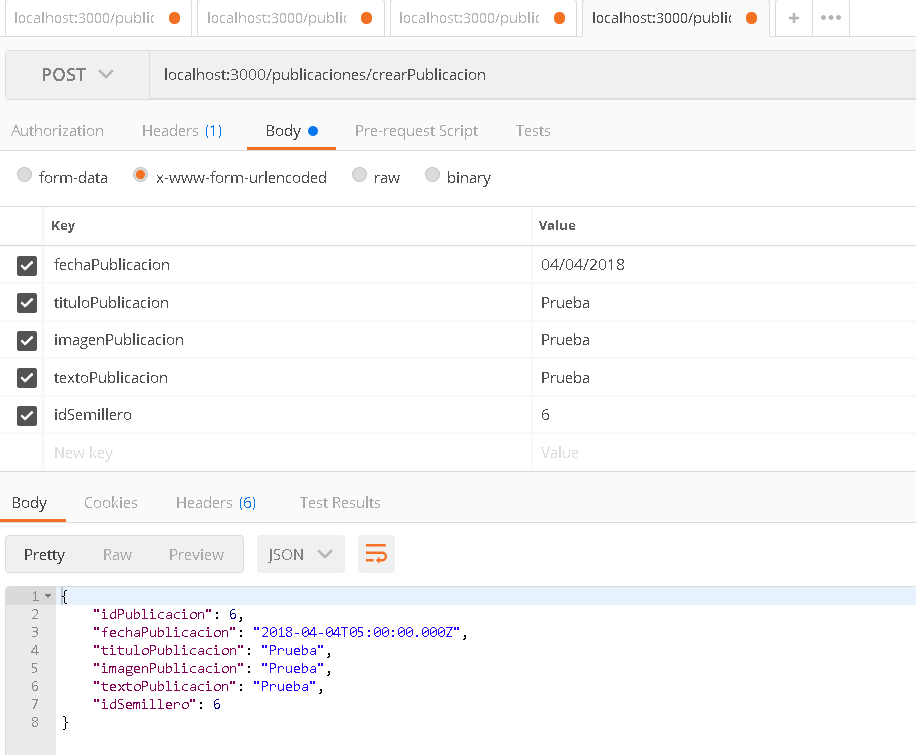 localhost:3000/public localhost:3000/public localhost:3000/public localhost:3000/public + •••
POST localhost:3000/publicaciones/crearPublicacion
Authorization Headers (1) Body Pre-request Script Tests
form-data x-www-form-urlencoded raw binary
Key Value
fechaPublicacion 04/04/2018
tituloPublicacion Prueba
imagenPublicacion Prueba
textoPublicacion Prueba
idSemillero 6
New key Value
Body Cookies Headers (6) Test Results
Pretty Raw Preview JSON
1 {
2 "idPublicacion": 6,
3 "fechaPublicacion": "2018-04-04T05:00:00.000Z",
4 "tituloPublicacion": "Prueba",
5 "imagenPublicacion": "Prueba",
6 "textoPublicacion": "Prueba",
7 "idSemillero": 6
8 }